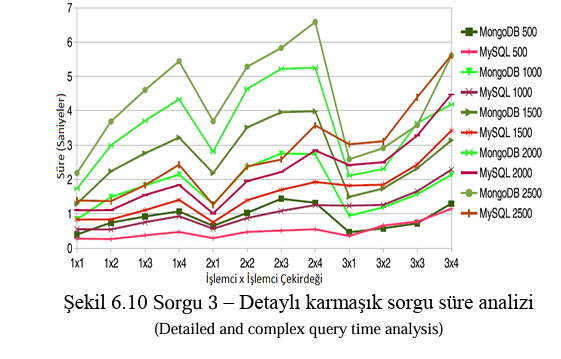 7
6
5
4
3
2
1
0
Süre (Saniyeler)
1x1 1x2 1x3 1x4 2x1 2x2 2x3 2x4 3x1 3x2 3x3 3x4
İşlemci x İşlemci Çekirdeği
MongoDB 500
MySQL 500
MongoDB 1000
MySQL 1000
MongoDB 1500
MySQL 1500
MongoDB 2000
MySQL 2000
MongoDB 2500
MySQL 2500
Şekil 6.10 Sorgu 3 – Detaylı karmaşık sorgu süre analizi
(Detailed and complex query time analysis)